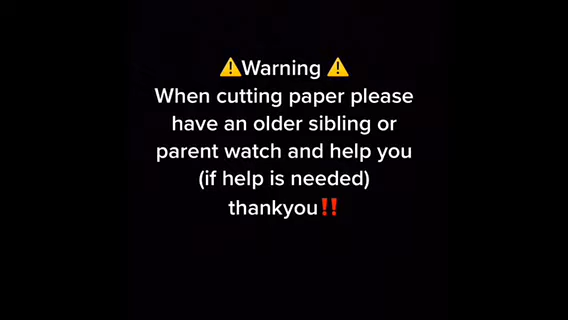 ⚠️Warning ⚠️
When cutting paper please
have an older sibling or
parent watch and help you
(if help is needed)
thankyou‼️